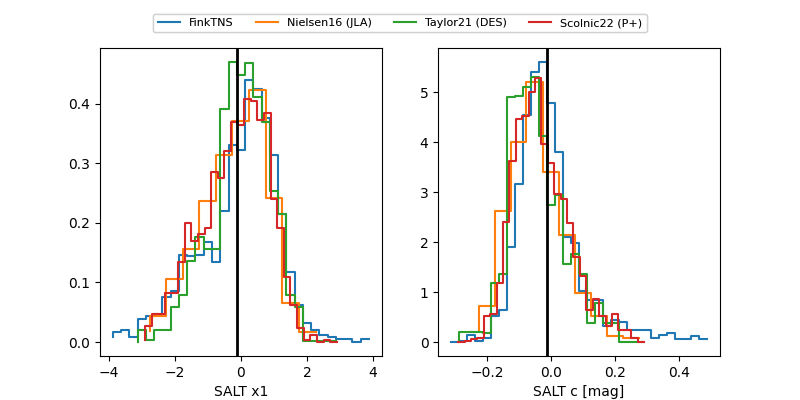 FinkTNS Nielsen16 (JLA) Taylor21 (DES) Scolnic22 (P+)
0.4
0.3
0.2
0.1
0.0
−4 −2 0 2 4
SALT x1
5
4
3
2
1
0
−0.2 0.0 0.2 0.4
SALT c [mag]